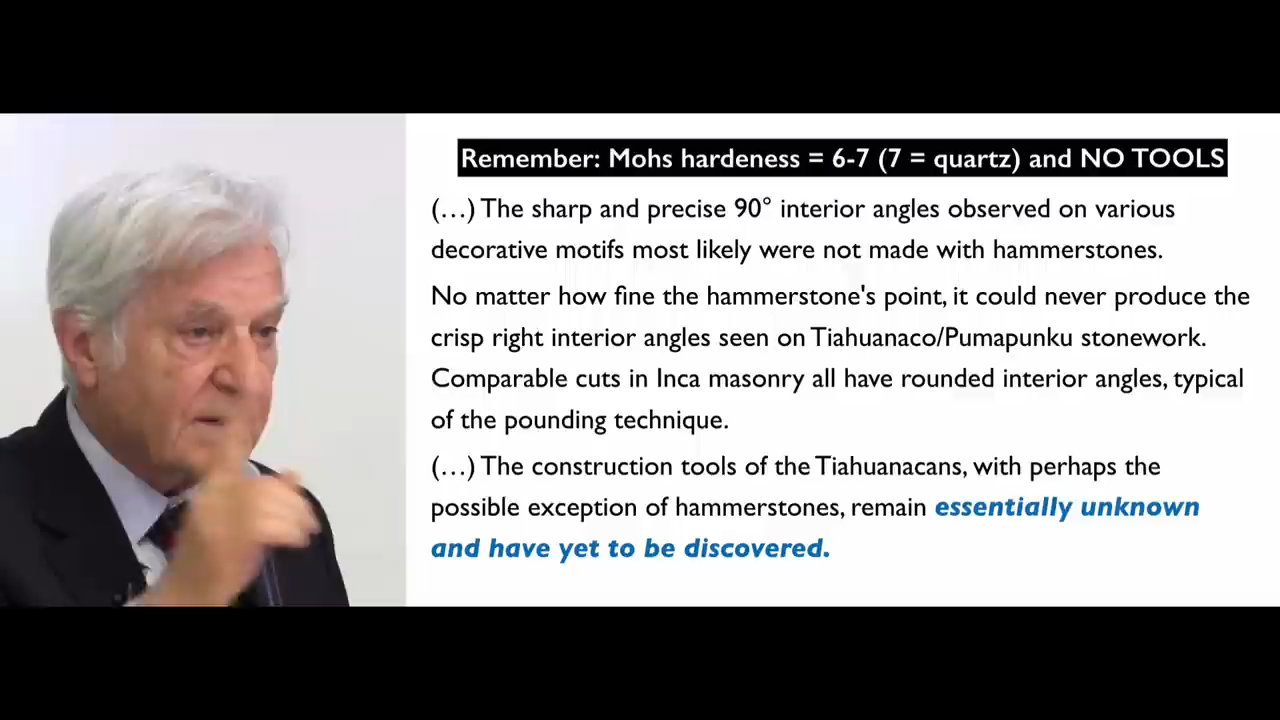 Remember: Mohs hardeness = 6-7 (7 = quartz) and NO TOOLS
(…) The sharp and precise 90° interior angles observed on various
decorative motifs most likely were not made with hammerstones.
No matter how fine the hammerstone's point, it could never produce the
crisp right interior angles seen on Tiahuanaco/Pumapunku stonework.
Comparable cuts in Inca masonry all have rounded interior angles, typical
of the pounding technique.
(…) The construction tools of the Tiahuanacans, with perhaps the
possible exception of hammerstones, remain essentially unknown
and have yet to be discovered.